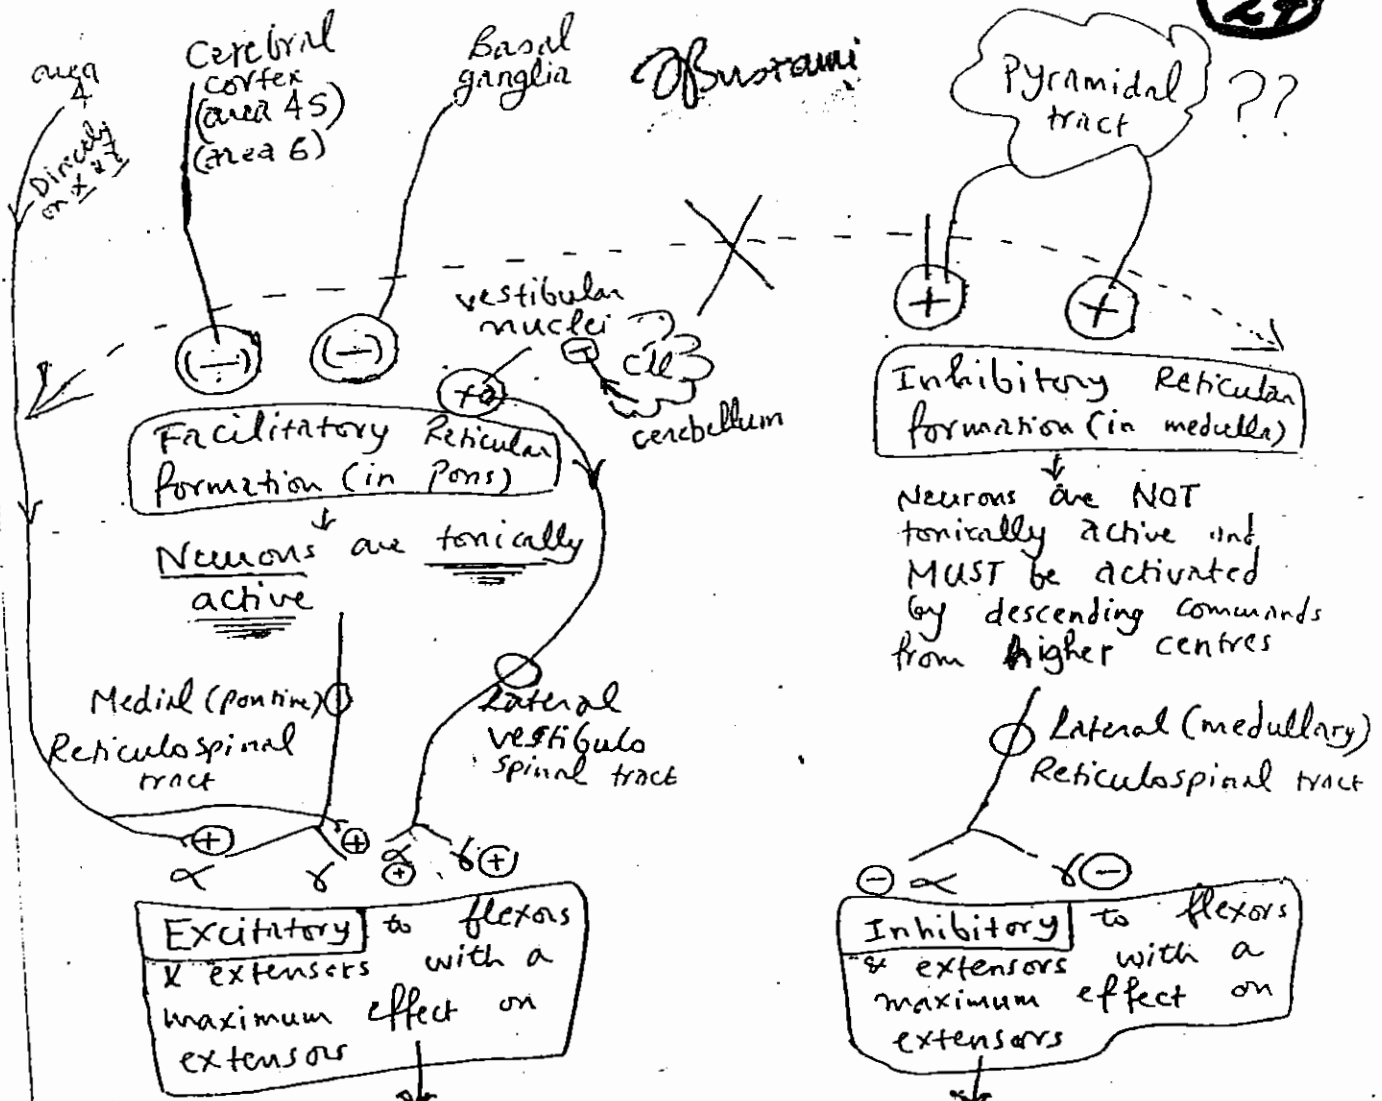 24
area
4
Directly
on α & γ
Cerebral
cortex
(area 4S)
(area 6)
Basal
ganglia
Bustami
Pyramidal
tract
??
(−)
(−)
vestibular
nuclei
−
cerebellum
+
+
+
Facilitatory Reticular
formation (in Pons)
Neurons are tonically
active
Inhibitory Reticular
formation (in medulla)
Neurons are NOT
tonically active and
MUST be activated
by descending commands
from higher centres
Medial (pontine)
Reticulospinal
tract
Lateral
vestibulo
spinal tract
Lateral (medullary)
Reticulospinal tract
+ + + +
α γ α γ
− α γ −
Excitatory to flexors
& extensors with a
maximum effect on
extensors
Inhibitory to flexors
& extensors with a
maximum effect on
extensors